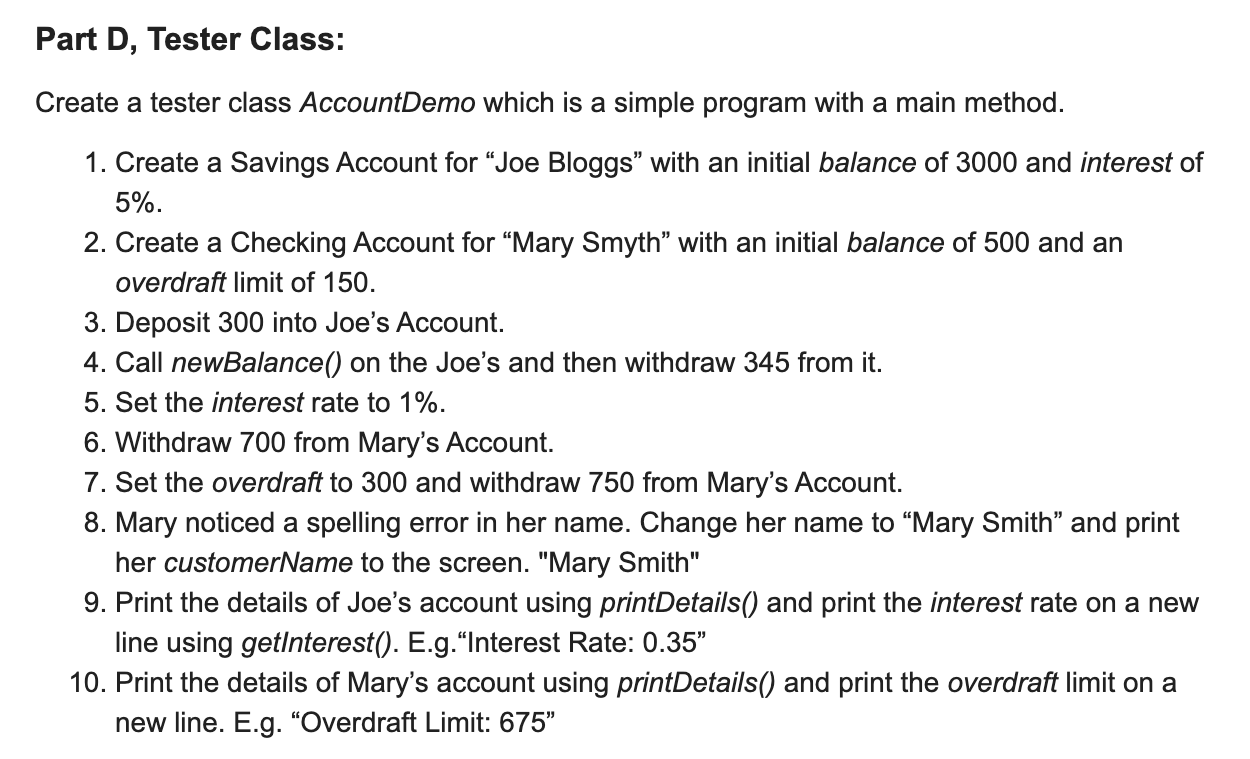 Part D, Tester Class:
Create a tester class AccountDemo which is a simple program with a main method.
1. Create a Savings Account for “Joe Bloggs” with an initial balance of 3000 and interest of
5%.
2. Create a Checking Account for “Mary Smyth” with an initial balance of 500 and an
overdraft limit of 150.
3. Deposit 300 into Joe’s Account.
4. Call newBalance() on the Joe’s and then withdraw 345 from it.
5. Set the interest rate to 1%.
6. Withdraw 700 from Mary’s Account.
7. Set the overdraft to 300 and withdraw 750 from Mary’s Account.
8. Mary noticed a spelling error in her name. Change her name to “Mary Smith” and print
her customerName to the screen. "Mary Smith"
9. Print the details of Joe’s account using printDetails() and print the interest rate on a new
line using getInterest(). E.g.“Interest Rate: 0.35”
10. Print the details of Mary’s account using printDetails() and print the overdraft limit on a
new line. E.g. “Overdraft Limit: 675”